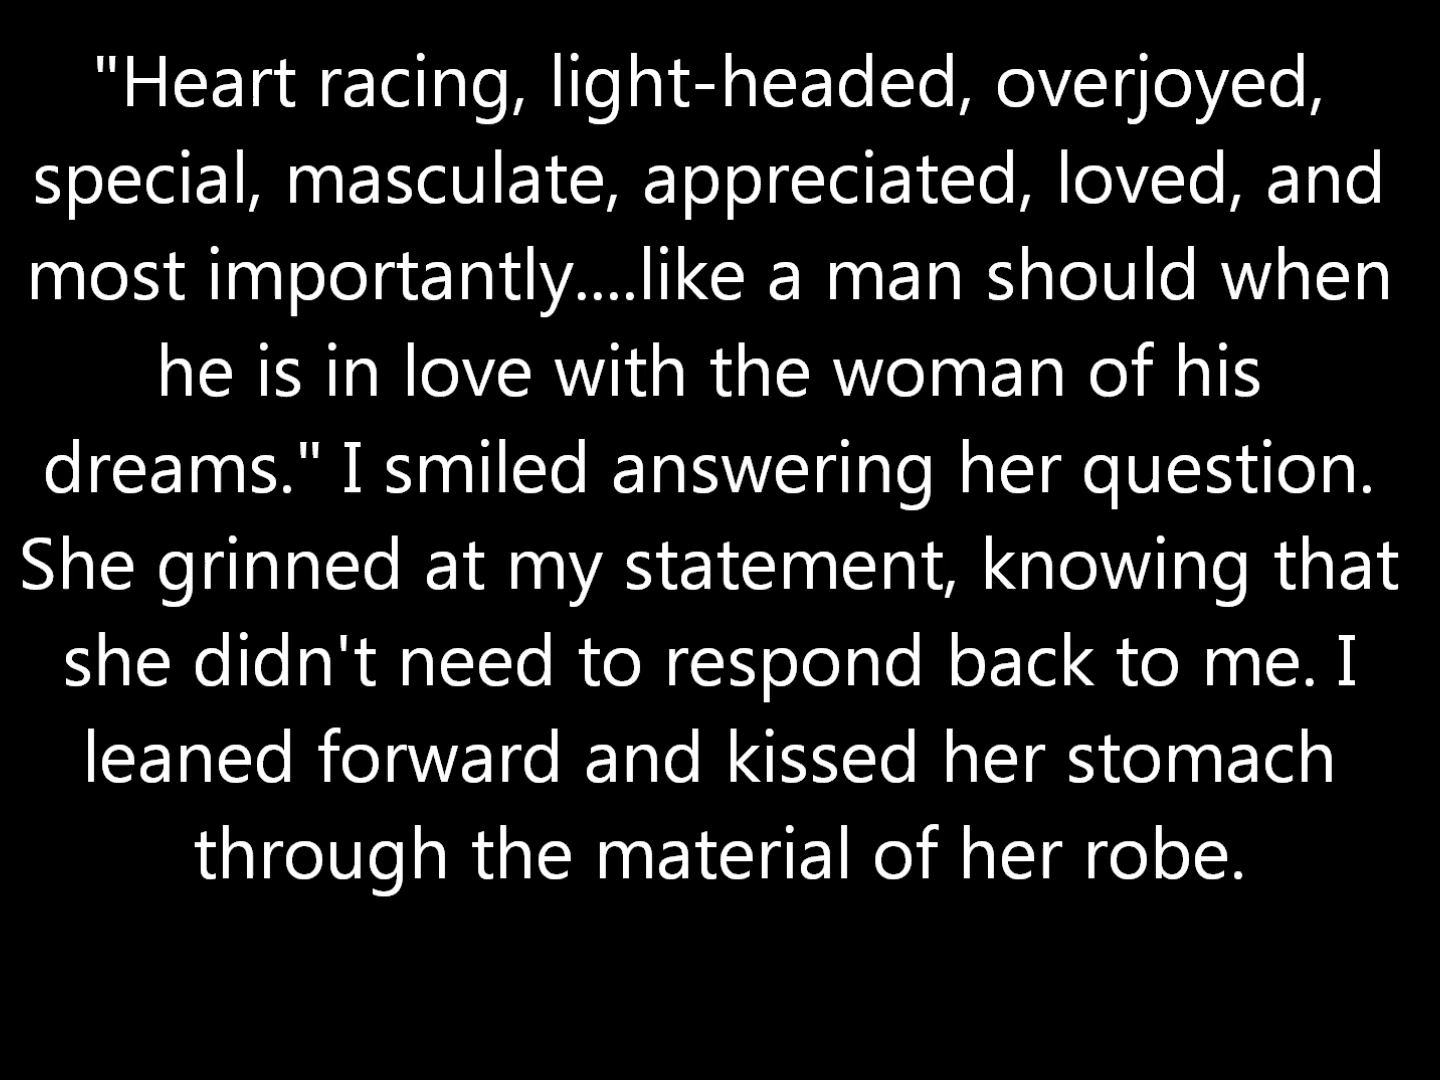 "Heart racing, light-headed, overjoyed,
special, masculate, appreciated, loved, and
most importantly....like a man should when
he is in love with the woman of his
dreams." I smiled answering her question.
She grinned at my statement, knowing that
she didn't need to respond back to me. I
leaned forward and kissed her stomach
through the material of her robe.